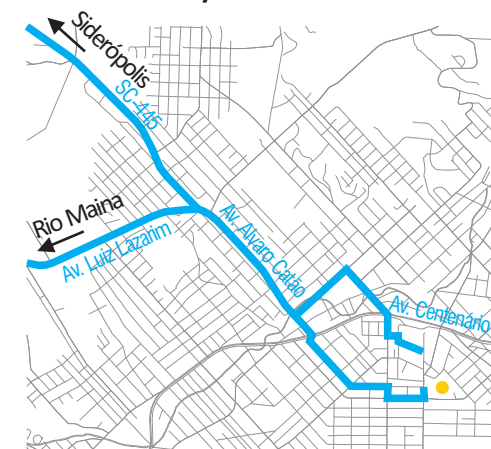 Siderópolis
SC-445
Rio Maina
Av. Luiz Lazarim
Av. Alvaro Catão
Av. Centenário